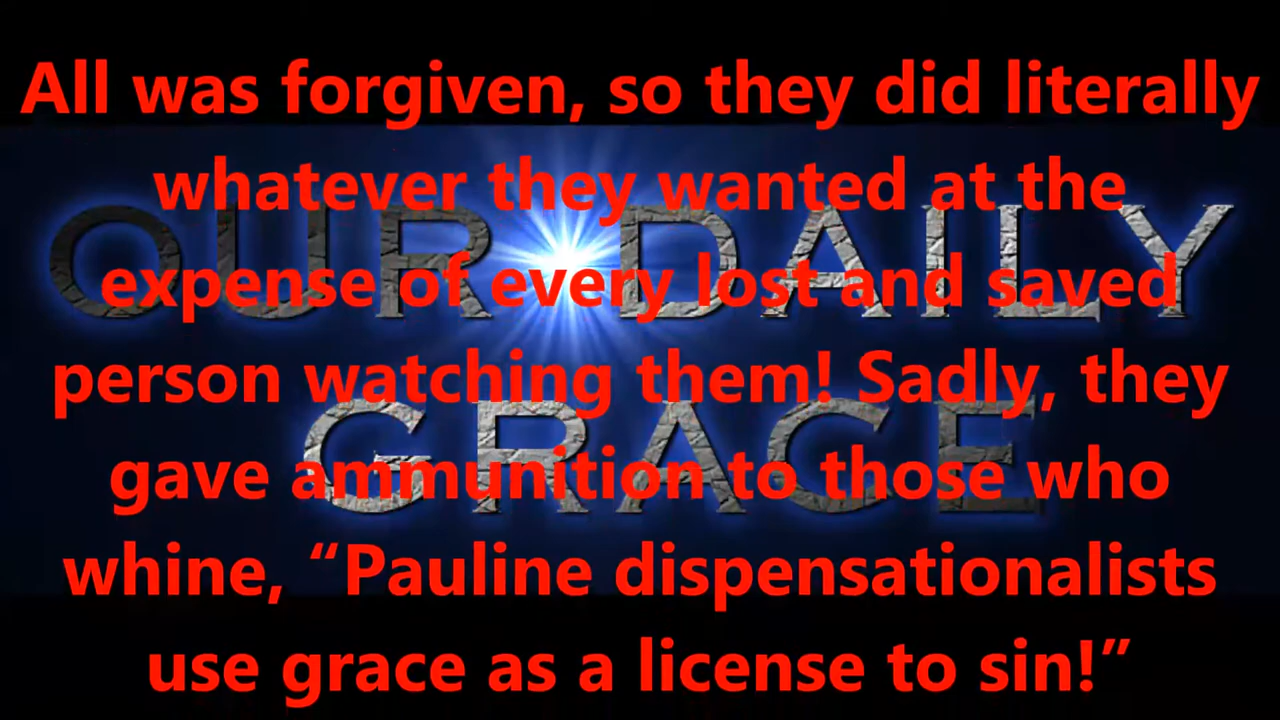 All was forgiven, so they did literally
whatever they wanted at the
expense of every lost and saved
person watching them! Sadly, they
gave ammunition to those who
whine, “Pauline dispensationalists
use grace as a license to sin!”
OUR DAILY
GRACE